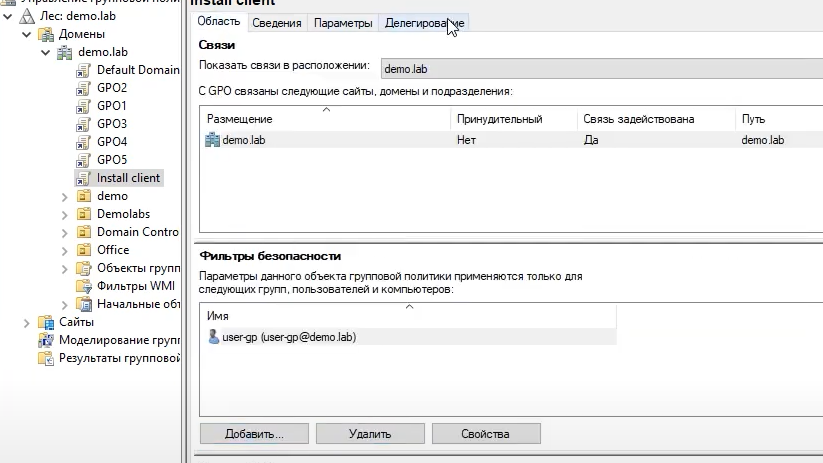 Лес: demo.lab
Домены
demo.lab
Default Domain
GPO2
GPO1
GPO3
GPO4
GPO5
Install client
demo
Demolabs
Domain Contro
Office
Объекты групп
Фильтры WMI
Начальные об
Сайты
Моделирование групп
Результаты групповой
Install client
Область Сведения Параметры Делегирование
Связи
Показать связи в расположении: demo.lab
С GPO связаны следующие сайты, домены и подразделения:
Размещение Принудительный Связь задействована Путь
demo.lab Нет Да demo.lab
Фильтры безопасности
Параметры данного объекта групповой политики применяются только для
следующих групп, пользователей и компьютеров:
Имя
user-gp (user-gp@demo.lab)
Добавить... Удалить Свойства